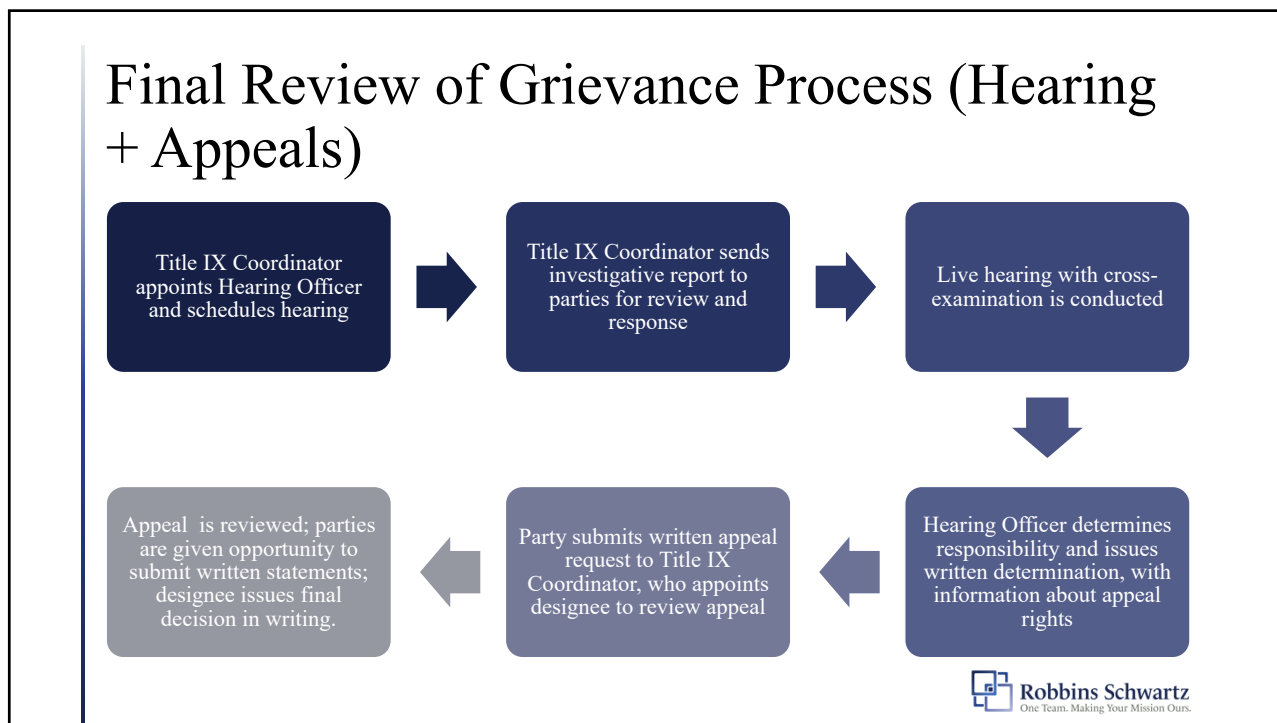 Final Review of Grievance Process (Hearing
+ Appeals)
Title IX Coordinator
appoints Hearing Officer
and schedules hearing
Title IX Coordinator sends
investigative report to
parties for review and
response
Live hearing with cross-
examination is conducted
Hearing Officer determines
responsibility and issues
written determination, with
information about appeal
rights
Party submits written appeal
request to Title IX
Coordinator, who appoints
designee to review appeal
Appeal  is reviewed; parties
are given opportunity to
submit written statements;
designee issues final
decision in writing.
Robbins Schwartz
One Team. Making Your Mission Ours.